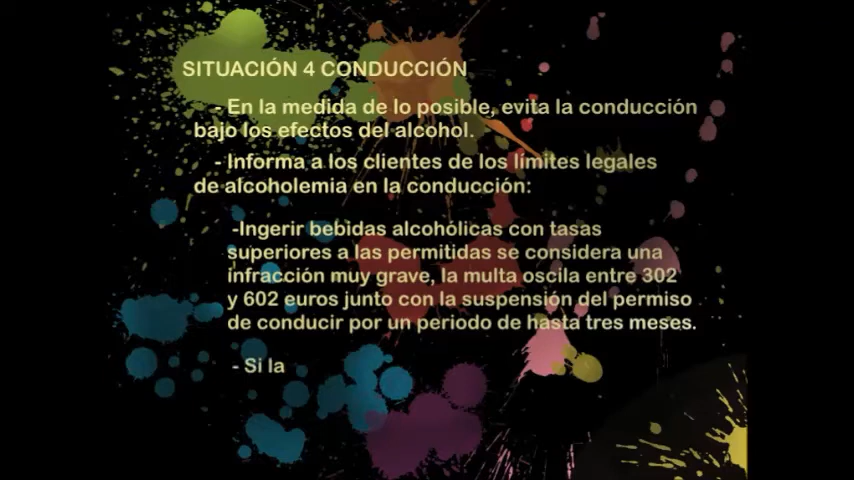 SITUACIÓN 4 CONDUCCIÓN
- En la medida de lo posible, evita la conducción
bajo los efectos del alcohol.
- Informa a los clientes de los límites legales
de alcoholemia en la conducción:
-Ingerir bebidas alcohólicas con tasas
superiores a las permitidas se considera una
infracción muy grave, la multa oscila entre 302
y 602 euros junto con la suspensión del permiso
de conducir por un periodo de hasta tres meses.
- Si la